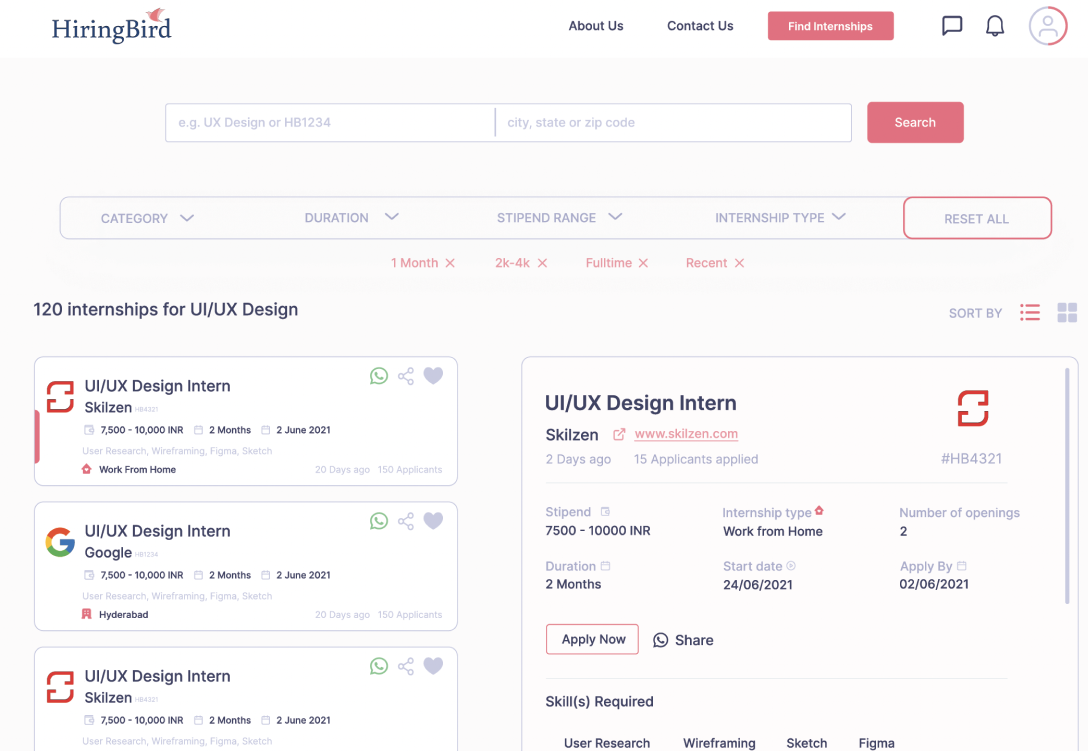 HiringBird
About Us
Contact Us
Find Internships
e.g. UX Design or HB1234
city, state or zip code
Search
CATEGORY
DURATION
STIPEND RANGE
INTERNSHIP TYPE
RESET ALL
1 Month
2k-4k
Fulltime
Recent
120 internships for UI/UX Design
SORT BY
UI/UX Design Intern
Skilzen HB4321
7,500 - 10,000 INR 2 Months 2 June 2021
User Research, Wireframing, Figma, Sketch
Work From Home 20 Days ago 150 Applicants
UI/UX Design Intern
Google HB1234
7,500 - 10,000 INR 2 Months 2 June 2021
User Research, Wireframing, Figma, Sketch
Hyderabad 20 Days ago 150 Applicants
UI/UX Design Intern
Skilzen HB4321
7,500 - 10,000 INR 2 Months 2 June 2021
User Research, Wireframing, Figma, Sketch
UI/UX Design Intern
Skilzen www.skilzen.com
2 Days ago 15 Applicants applied #HB4321
Stipend Internship type Number of openings
7500 - 10000 INR Work from Home 2
Duration Start date Apply By
2 Months 24/06/2021 02/06/2021
Apply Now Share
Skill(s) Required
User Research Wireframing Sketch Figma